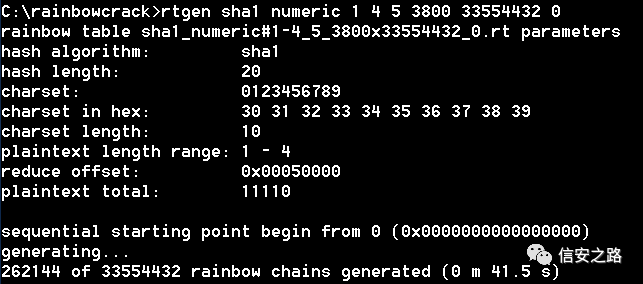 C:\rainbowcrack>rtgen sha1 numeric 1 4 5 3800 33554432 0
rainbow table sha1_numeric#1-4_5_3800x33554432_0.rt parameters
hash algorithm: sha1
hash length: 20
charset: 0123456789
charset in hex: 30 31 32 33 34 35 36 37 38 39
charset length: 10
plaintext length range: 1 - 4
reduce offset: 0x00050000
plaintext total: 11110
sequential starting point begin from 0 (0x0000000000000000)
generating...
262144 of 33554432 rainbow chains generated (0 m 41.5 s)
信安之路